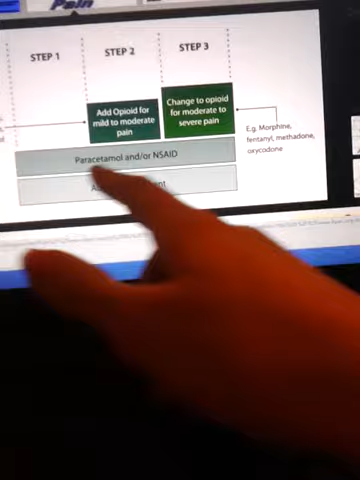 Pain
STEP 1
STEP 2
STEP 3
Add Opioid for
mild to moderate
pain
Change to opioid
for moderate to
severe pain
E.g. Morphine,
fentanyl, methadone,
oxycodone
Paracetamol and/or NSAID